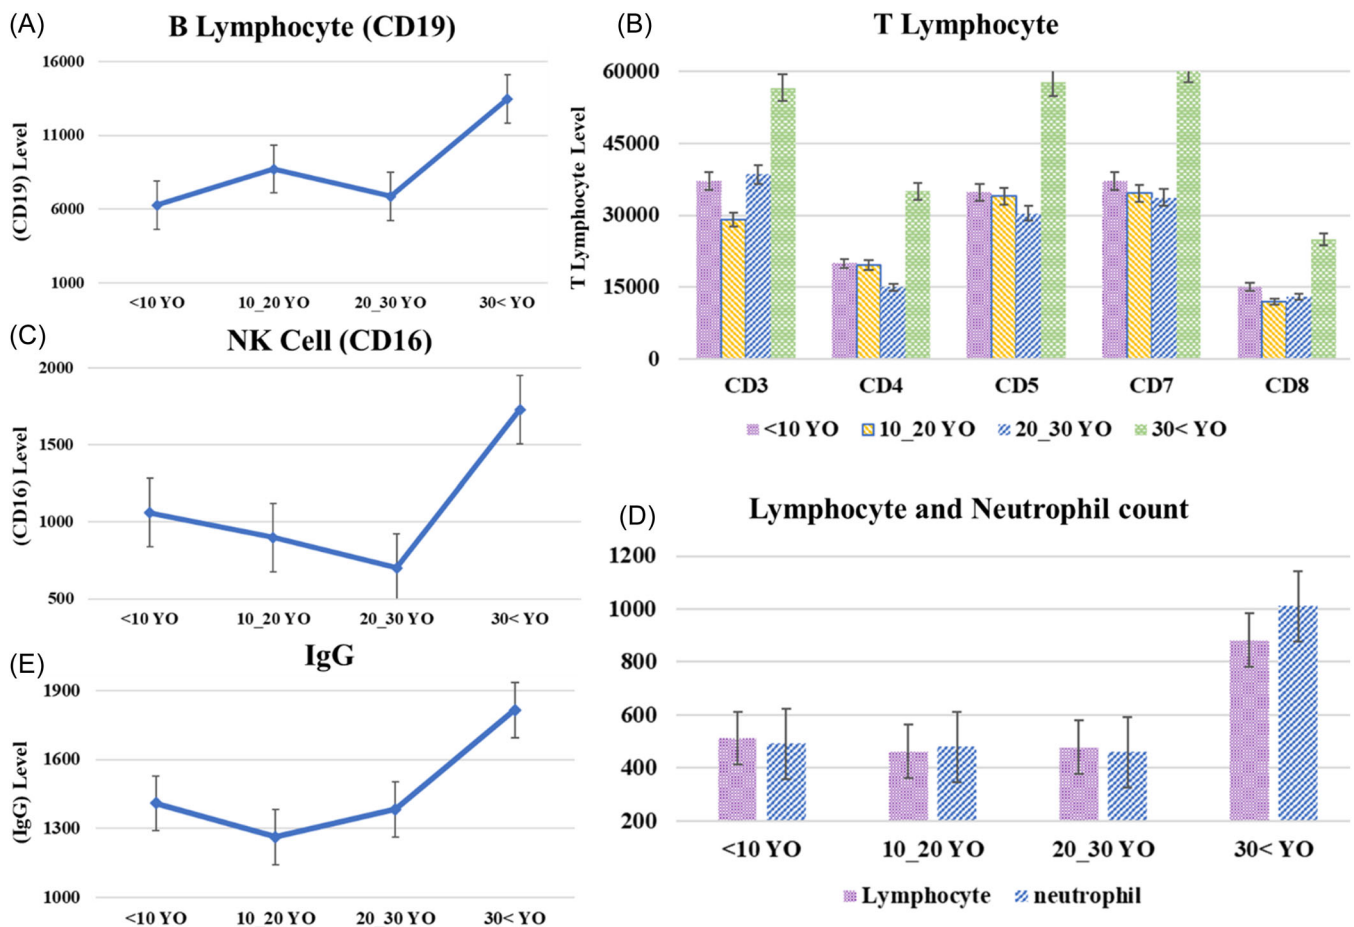 (A)
B Lymphocyte (CD19)
(CD19) Level
16000
11000
6000
1000
<10 YO 10_20 YO 20_30 YO 30< YO
(B)
T Lymphocyte
T Lymphocyte Level
60000
45000
30000
15000
0
CD3 CD4 CD5 CD7 CD8
<10 YO 10_20 YO 20_30 YO 30< YO
(C)
NK Cell (CD16)
(CD16) Level
2000
1500
1000
500
<10 YO 10_20 YO 20_30 YO 30< YO
(D)
Lymphocyte and Neutrophil count
1200
1000
800
600
400
200
<10 YO 10_20 YO 20_30 YO 30< YO
Lymphocyte neutrophil
(E)
IgG
(IgG) Level
1900
1600
1300
1000
<10 YO 10_20 YO 20_30 YO 30< YO